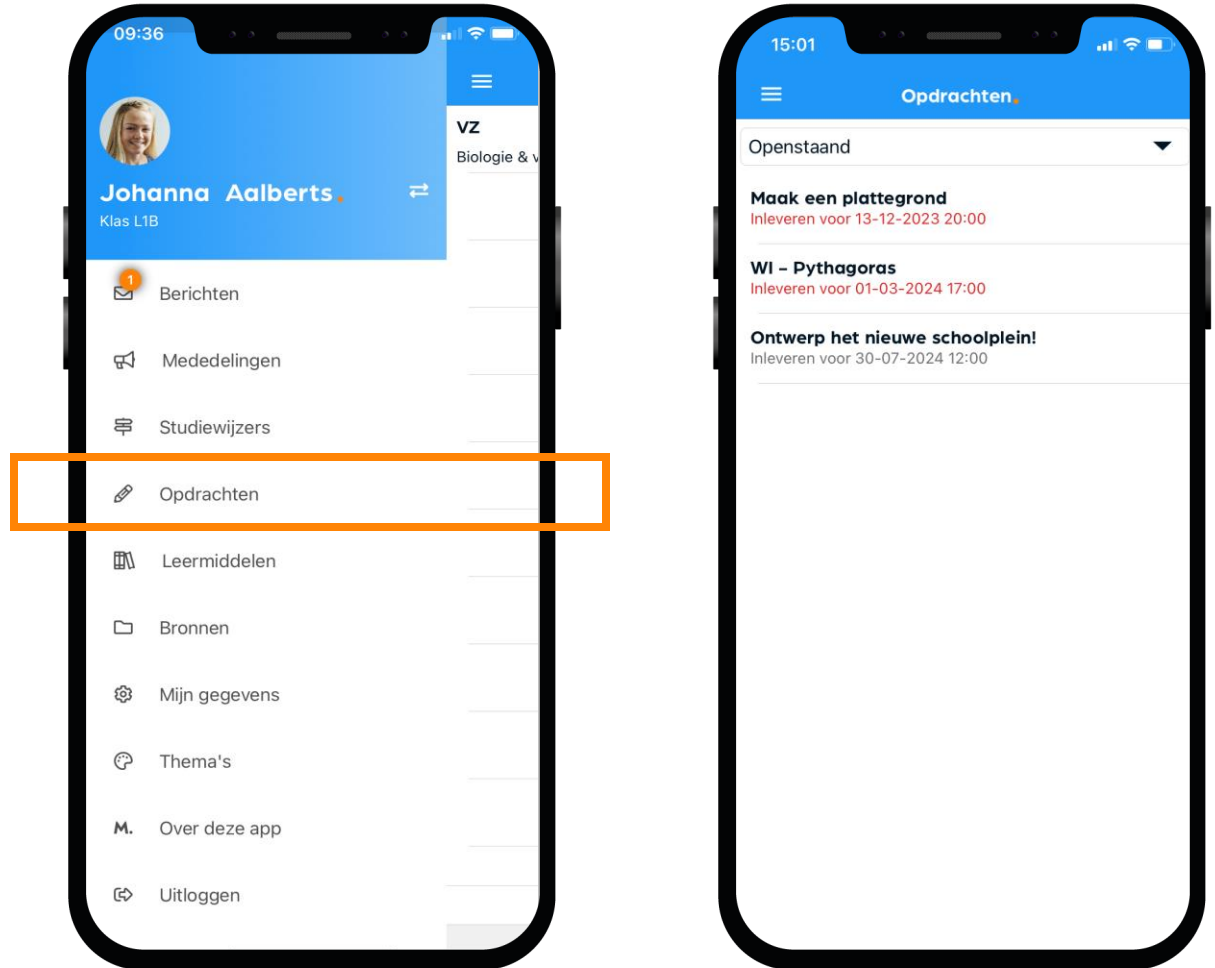 09:36
VZ
Biologie &
Johanna Aalberts.
Klas L1B
1
Berichten
Mededelingen
Studiewijzers
Opdrachten
Leermiddelen
Bronnen
Mijn gegevens
Thema's
M. Over deze app
Uitloggen
15:01
Opdrachten.
Openstaand
Maak een plattegrond
Inleveren voor 13-12-2023 20:00
WI - Pythagoras
Inleveren voor 01-03-2024 17:00
Ontwerp het nieuwe schoolplein!
Inleveren voor 30-07-2024 12:00